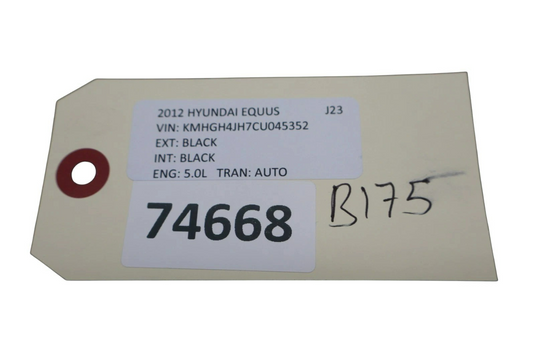 2012 HYUNDAI EQUUS J23
VIN: KMHGH4JH7CU045352
EXT: BLACK
INT: BLACK
ENG: 5.0L TRAN: AUTO
74668
B175